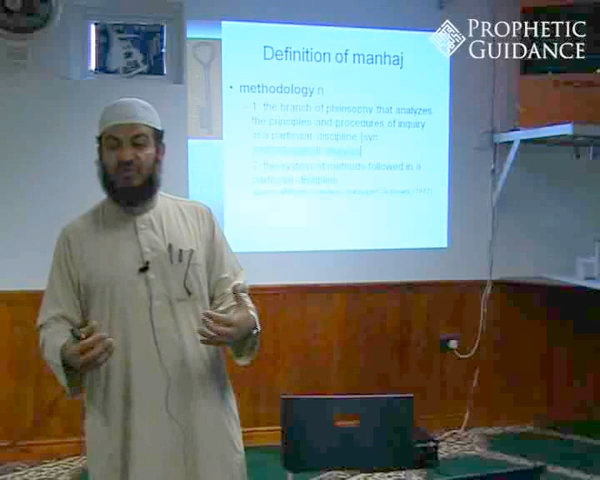 PROPHETIC
GUIDANCE
Definition of manhaj
• methodology n
– 1. the branch of philosophy that analyzes
the principles and procedures of inquiry
in a particular discipline [syn:
2. the system of methods followed in a
particular discipline